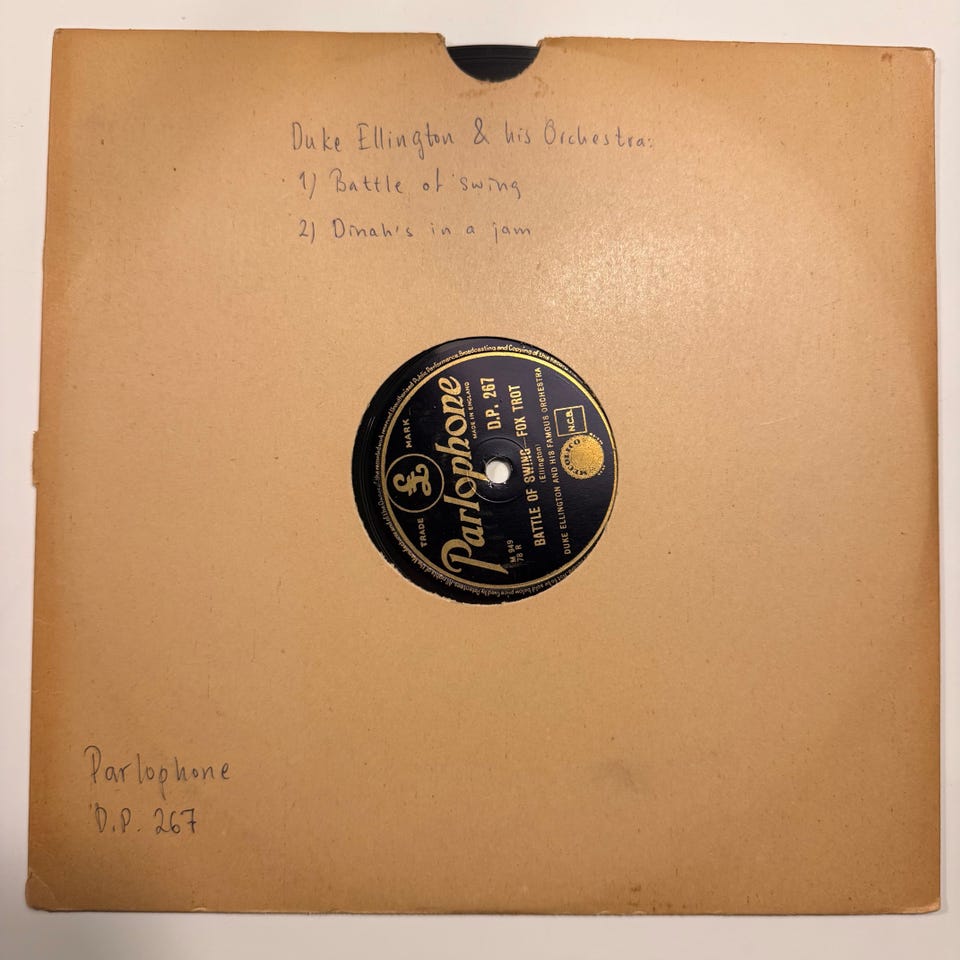 Duke Ellington & his Orchestra:
1) Battle of Swing
2) Dinah's in a jam
TRADE MARK
£
Parlophone
MADE IN ENGLAND
D.P. 267
M 949
78 R
BATTLE OF SWING—FOX TROT
(Ellington)
DUKE ELLINGTON AND HIS FAMOUS ORCHESTRA
N.C.B.
Parlophone
D.P. 267